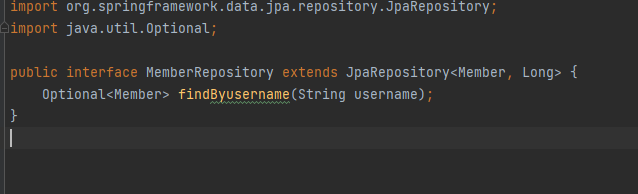 import org.springframework.data.jpa.repository.JpaRepository;
import java.util.Optional;
public interface MemberRepository extends JpaRepository<Member, Long> {
Optional<Member> findByusername(String username);
}